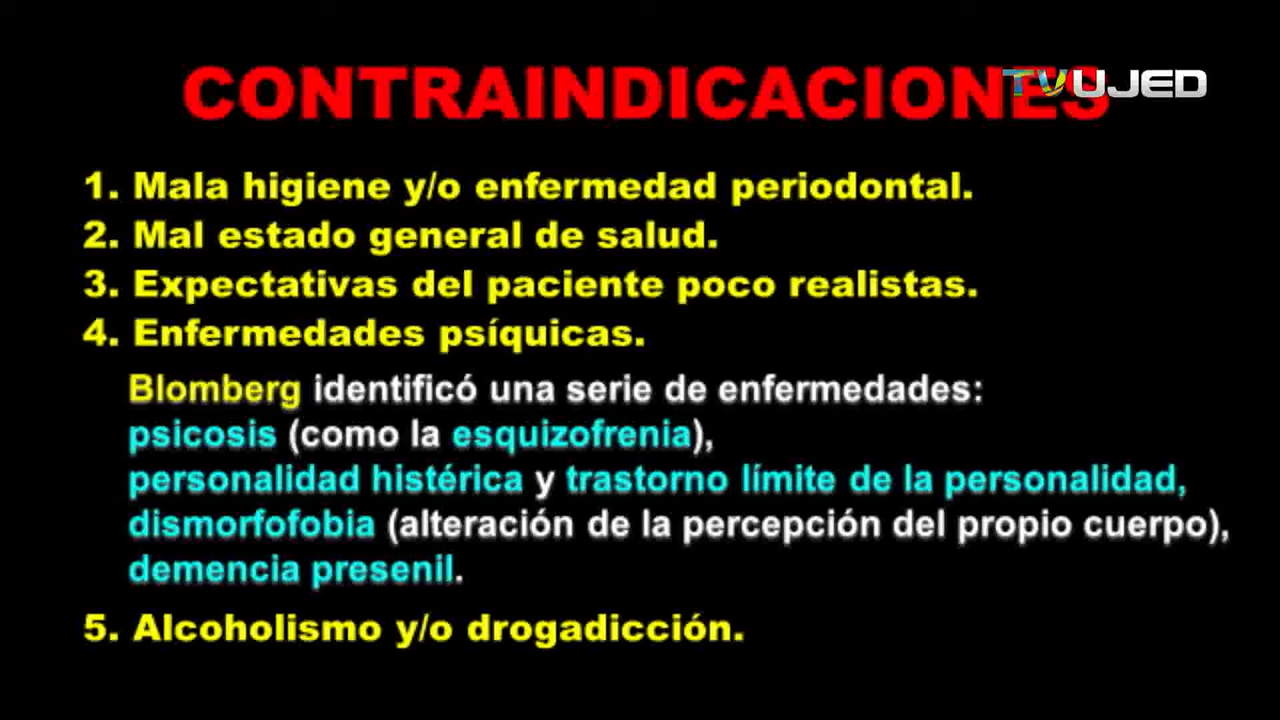 CONTRAINDICACIONES
TVUJED
1. Mala higiene y/o enfermedad periodontal.
2. Mal estado general de salud.
3. Expectativas del paciente poco realistas.
4. Enfermedades psíquicas.
Blomberg identificó una serie de enfermedades:
psicosis (como la esquizofrenia),
personalidad histérica y trastorno límite de la personalidad,
dismorfofobia (alteración de la percepción del propio cuerpo),
demencia presenil.
5. Alcoholismo y/o drogadicción.